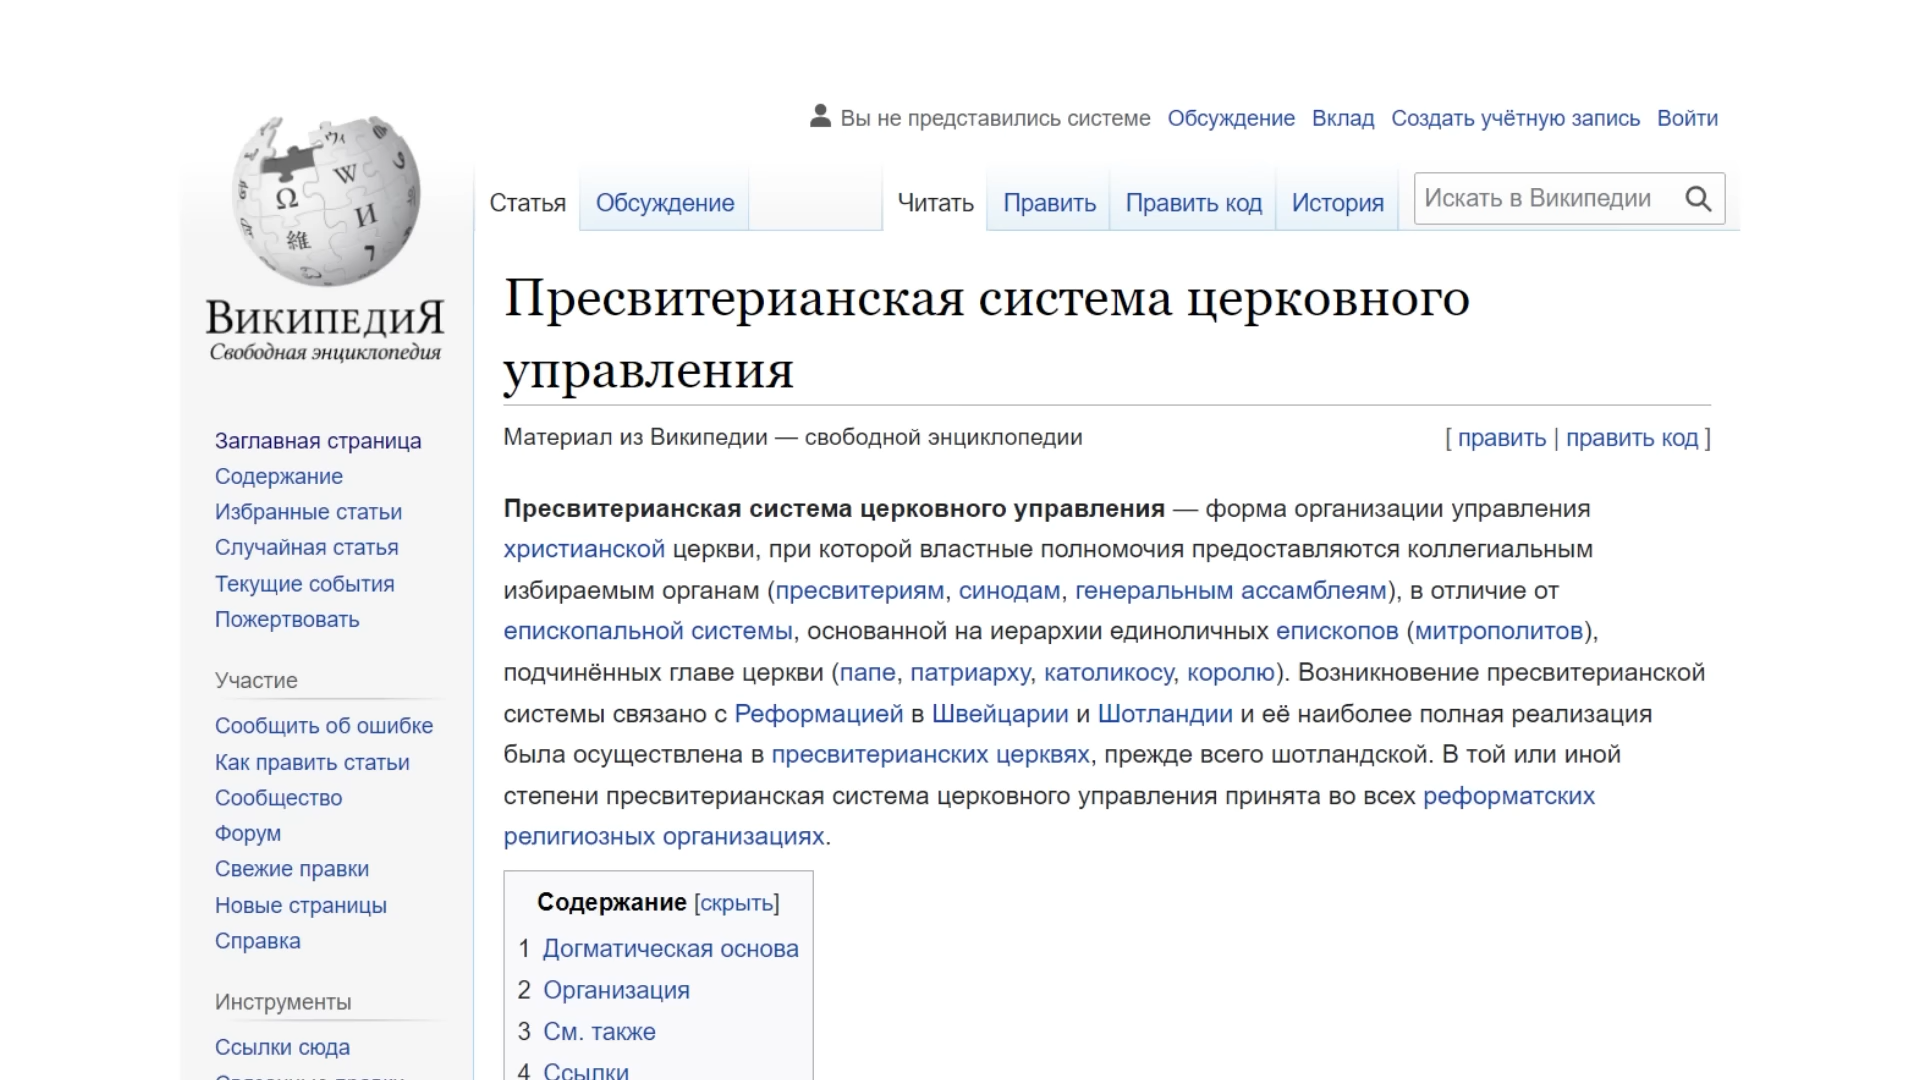 Вы не представились системе Обсуждение Вклад Создать учётную запись Войти
Статья Обсуждение Читать Править Править код История Искать в Википедии
ВикипедиЯ
Свободная энциклопедия
Заглавная страница
Содержание
Избранные статьи
Случайная статья
Текущие события
Пожертвовать
Участие
Сообщить об ошибке
Как править статьи
Сообщество
Форум
Свежие правки
Новые страницы
Справка
Инструменты
Ссылки сюда
Связанные правки
Пресвитерианская система церковного
управления
Материал из Википедии — свободной энциклопедии [ править | править код ]
Пресвитерианская система церковного управления — форма организации управления
христианской церкви, при которой властные полномочия предоставляются коллегиальным
избираемым органам (пресвитериям, синодам, генеральным ассамблеям), в отличие от
епископальной системы, основанной на иерархии единоличных епископов (митрополитов),
подчинённых главе церкви (папе, патриарху, католикосу, королю). Возникновение пресвитерианской
системы связано с Реформацией в Швейцарии и Шотландии и её наиболее полная реализация
была осуществлена в пресвитерианских церквях, прежде всего шотландской. В той или иной
степени пресвитерианская система церковного управления принята во всех реформатских
религиозных организациях.
Содержание [скрыть]
1 Догматическая основа
2 Организация
3 См. также
4 Ссылки